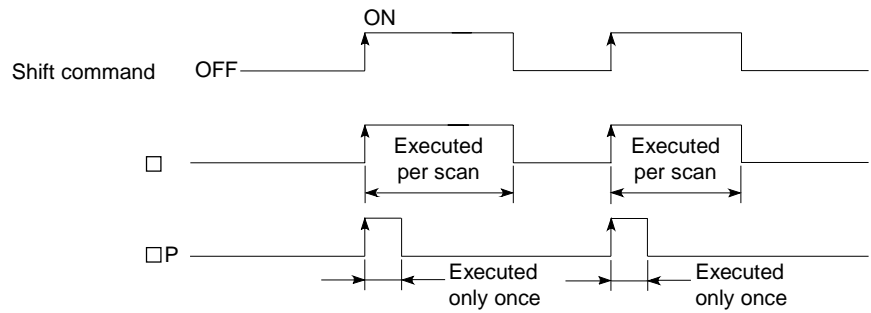 ON
Shift command OFF
Executed
per scan
Executed
per scan
□
□P
Executed
only once
Executed
only once